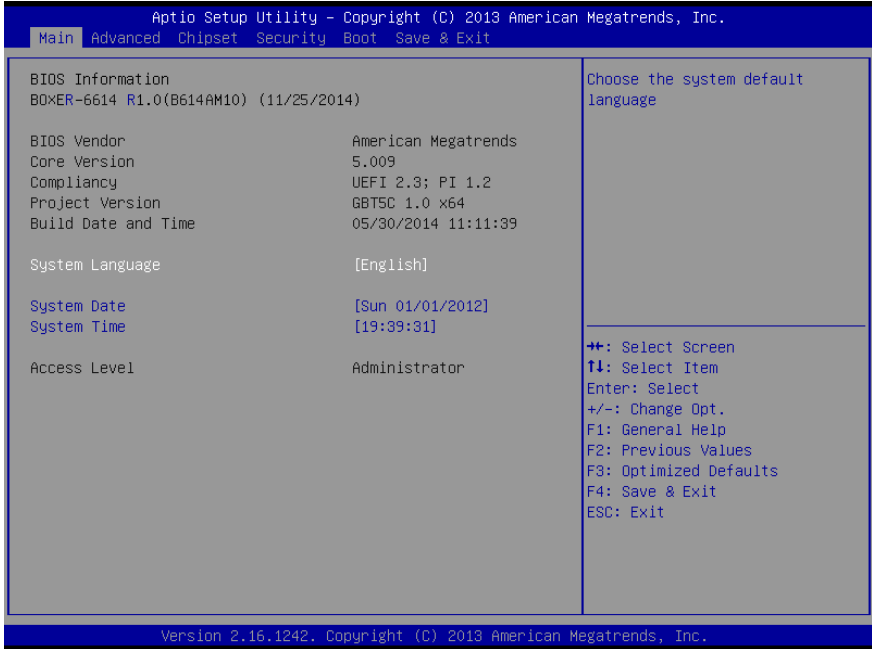 Aptio Setup Utility – Copyright (C) 2013 American Megatrends, Inc.
Main Advanced Chipset Security Boot Save & Exit
BIOS Information
BOXER-6614 R1.0(B614AM10) (11/25/2014)
BIOS Vendor American Megatrends
Core Version 5.009
Compliancy UEFI 2.3; PI 1.2
Project Version GBT5C 1.0 x64
Build Date and Time 05/30/2014 11:11:39
System Language [English]
System Date [Sun 01/01/2012]
System Time [19:39:31]
Access Level Administrator
Choose the system default
language
→←: Select Screen
↑↓: Select Item
Enter: Select
+/-: Change Opt.
F1: General Help
F2: Previous Values
F3: Optimized Defaults
F4: Save & Exit
ESC: Exit
Version 2.16.1242. Copyright (C) 2013 American Megatrends, Inc.